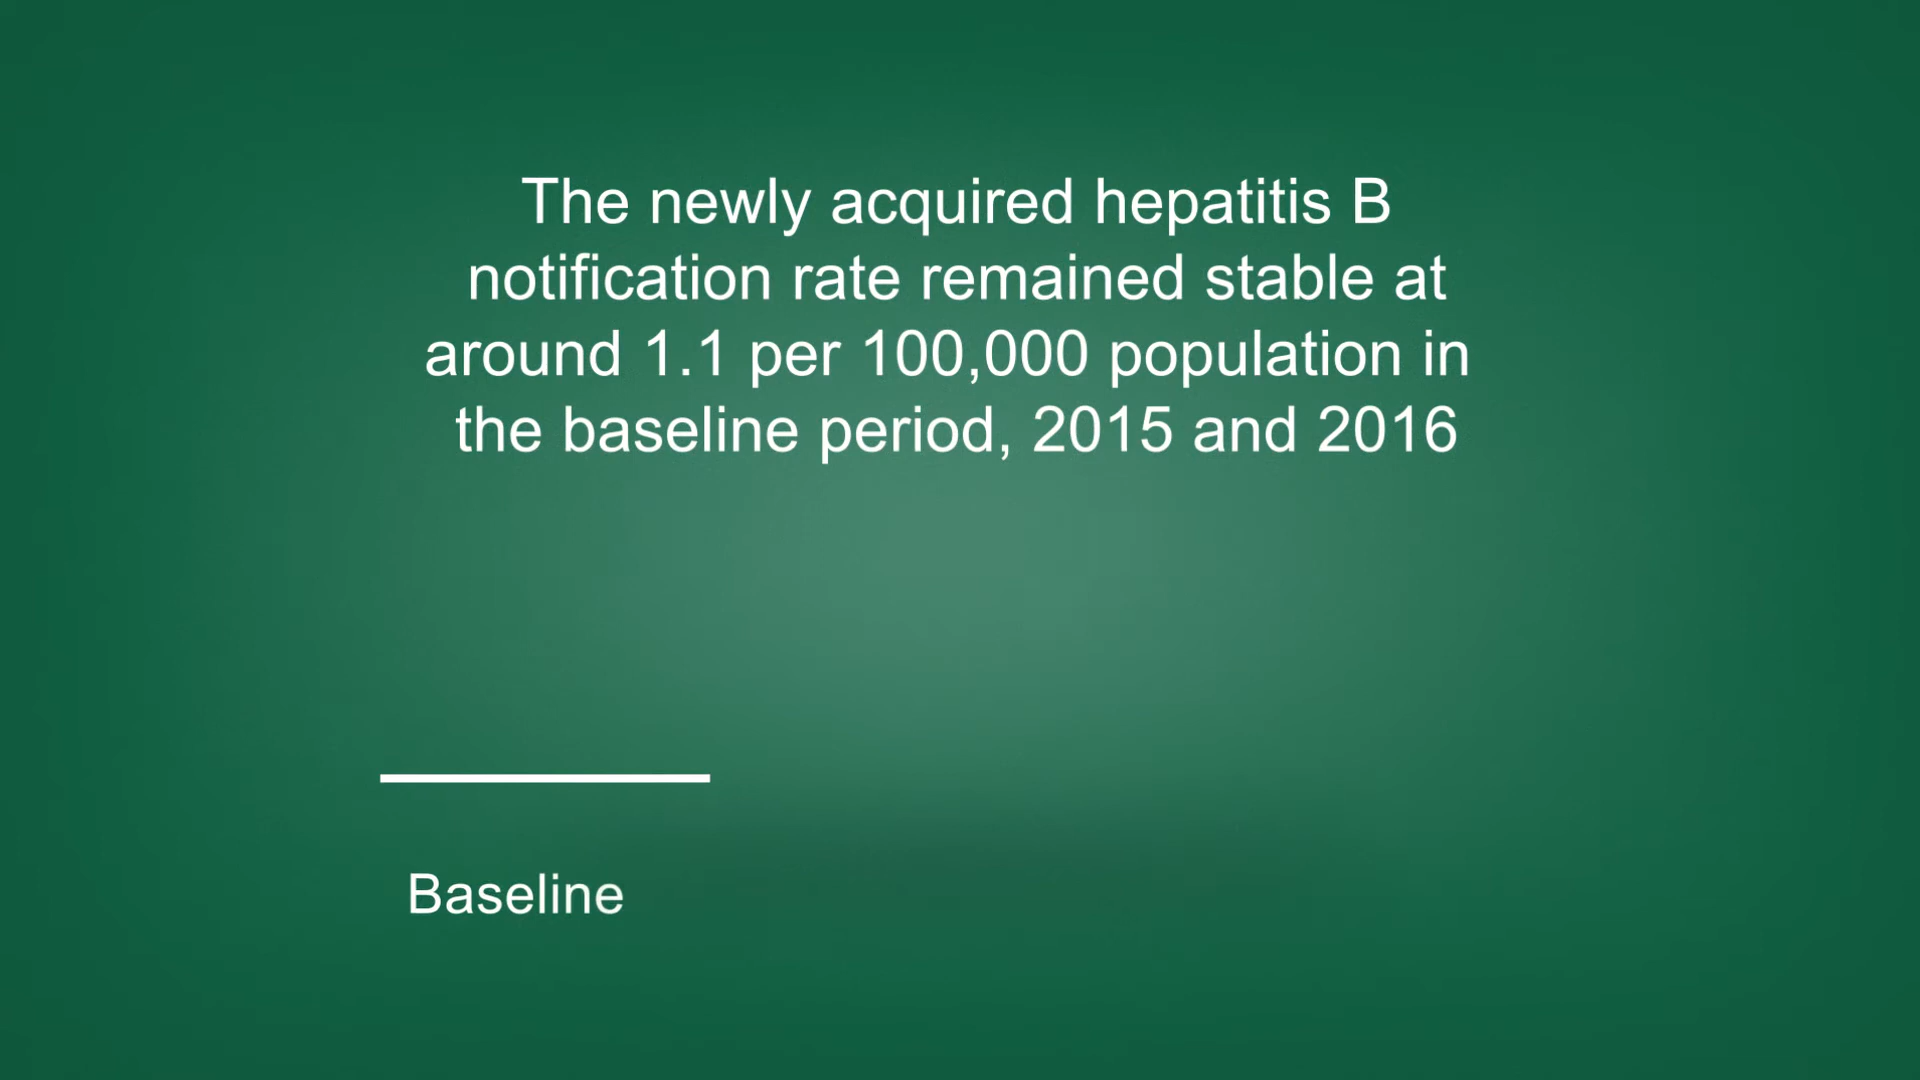 The newly acquired hepatitis B
notification rate remained stable at
around 1.1 per 100,000 population in
the baseline period, 2015 and 2016
Baseline